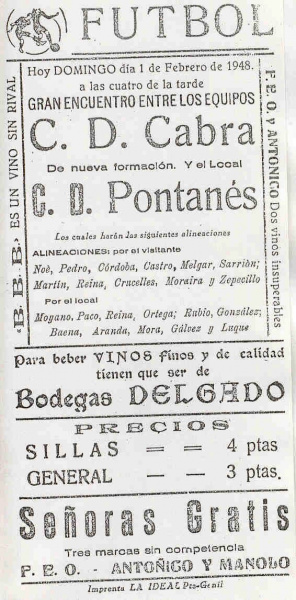 FUTBOL
Hoy DOMINGO día 1 de Febrero de 1948.
a las cuatro de la tarde
GRAN ENCUENTRO ENTRE LOS EQUIPOS
C. D. Cabra
De nueva formación. Y el Local
C. D. Pontanés
Los cuales harán las siguientes alineaciones
ALINEACIONES: por el visitante
Noè, Pedro, Córdoba, Castro, Melgar, Sarriòn;
Martin, Reina, Crucelles, Moraira y Zepecillo
Por el local
Moyano, Paco, Reina, Ortega; Rubio, González;
Baena, Aranda, Mora, Gálvez y Luque
B B B ES UN VINO SIN RIVAL
F. E. O. y ANTOÑICO Dos vinos insuperables
Para beber VINOS finos y de calidad
tienen que ser de
Bodegas DELGADO
PRECIOS
SILLAS = = 4 ptas
GENERAL — — 3 ptas.
Señoras Gratis
Tres marcas sin competencia
F. E. O. - ANTOÑICO Y MANOLO
Imprenta LA IDEAL Pte-Genil